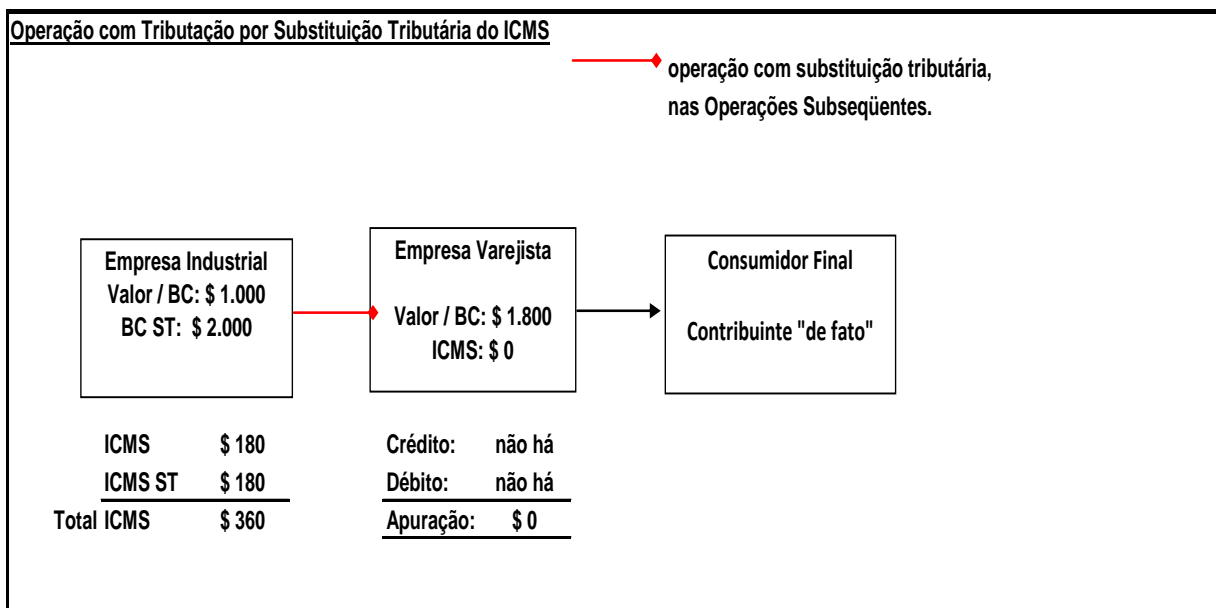 Operação com Tributação por Substituição Tributária do ICMS
operação com substituição tributária,
nas Operações Subseqüentes.
Empresa Industrial
Valor / BC: $ 1.000
BC ST: $ 2.000
Empresa Varejista
Valor / BC: $ 1.800
ICMS: $ 0
Consumidor Final
Contribuinte "de fato"
ICMS $ 180
ICMS ST $ 180
Total ICMS $ 360
Crédito: não há
Débito: não há
Apuração: $ 0